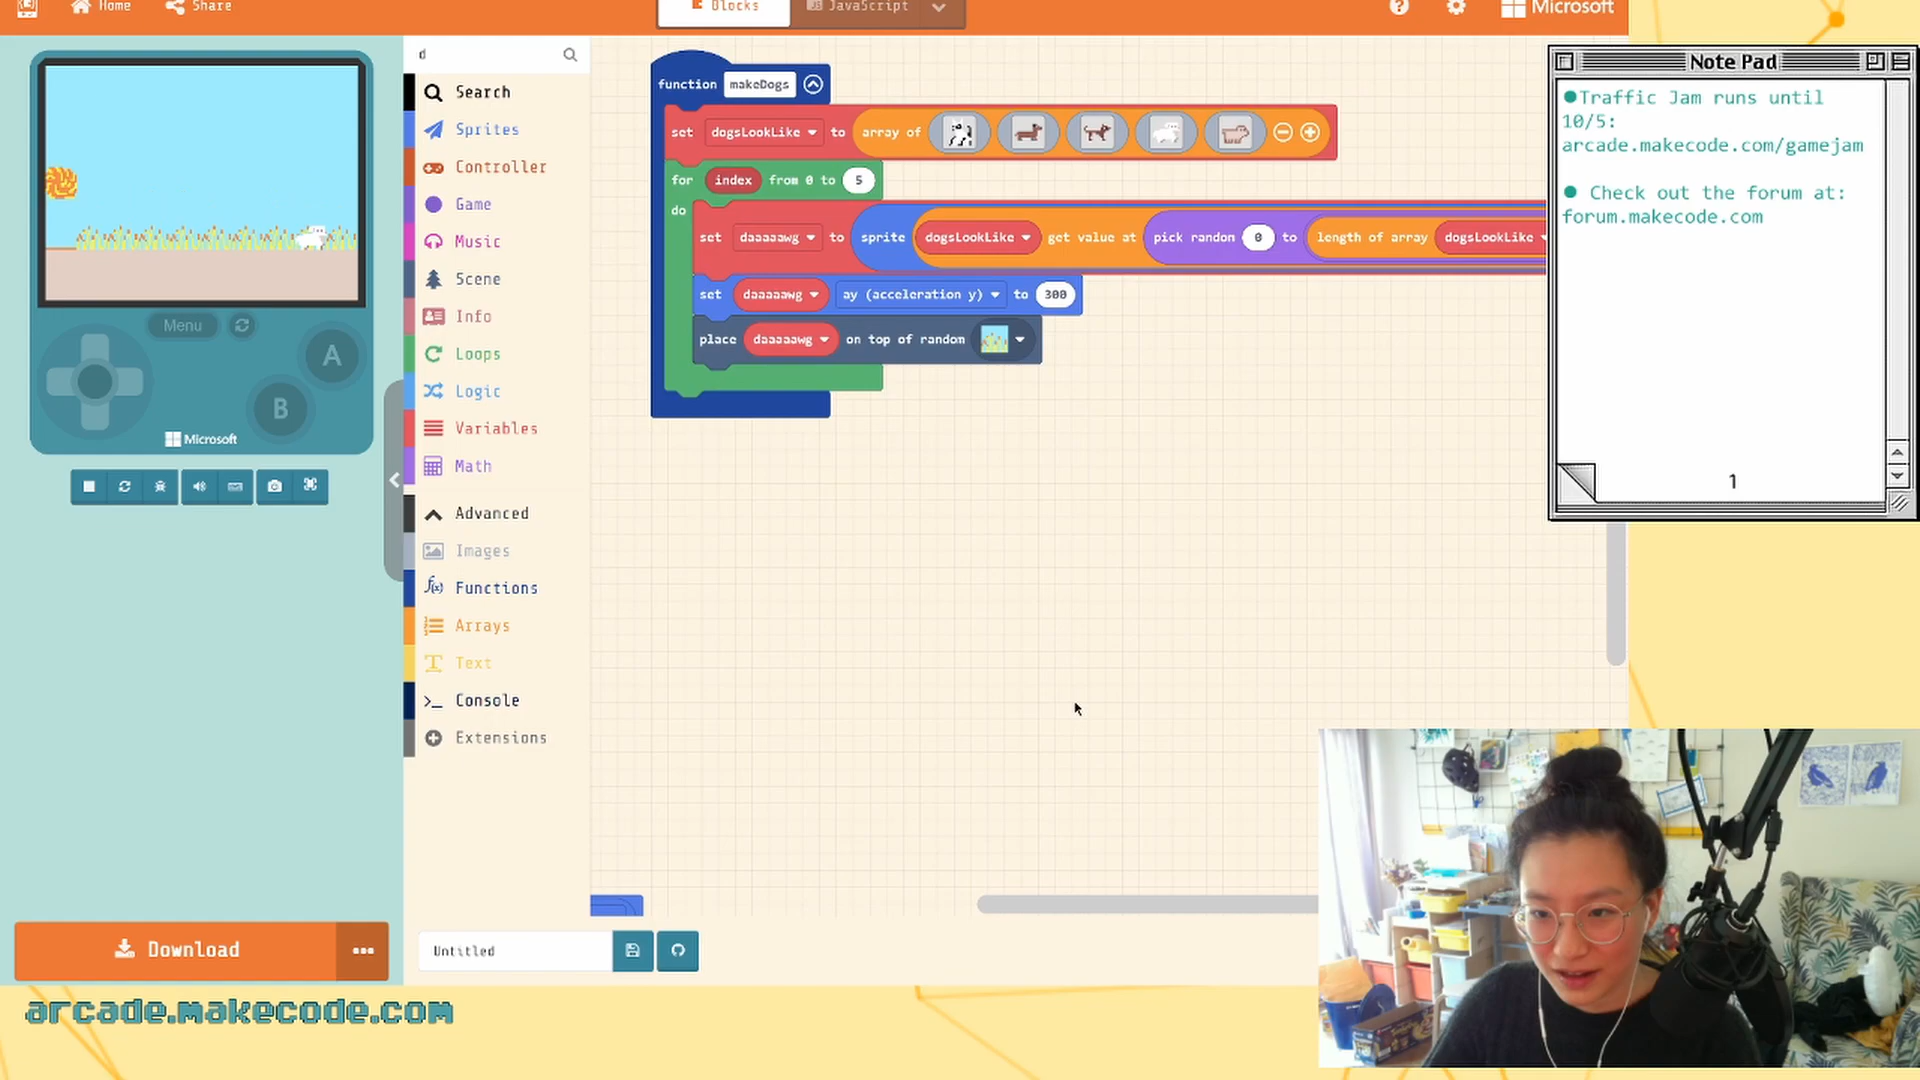 Home
Share
Blocks
JavaScript
Microsoft
Menu
A
B
Microsoft
Download
d
Search
Sprites
Controller
Game
Music
Scene
Info
Loops
Logic
Variables
Math
Advanced
Images
Functions
Arrays
Text
Console
Extensions
function makeDogs
set dogsLookLike to array of
for index from 0 to 5
do
set daaaaawg to sprite dogsLookLike get value at pick random 0 to length of array dogsLookLike
set daaaaawg ay (acceleration y) to 300
place daaaaawg on top of random
Untitled
Note Pad
Traffic Jam runs until
10/5:
arcade.makecode.com/gamejam
Check out the forum at:
forum.makecode.com
1
arcade.makecode.com